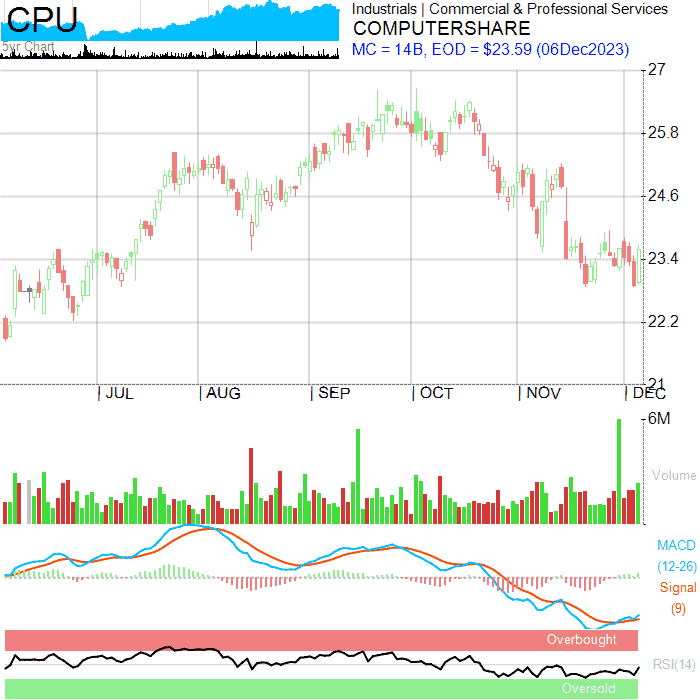 CPU
5yr Chart
Industrials | Commercial & Professional Services
COMPUTERSHARE
MC = 14B, EOD = $23.59 (06Dec2023)
27
25.8
24.6
23.4
22.2
21
JUL
AUG
SEP
OCT
NOV
DEC
6M
Volume
MACD
(12-26)
Signal
(9)
Overbought
RSI(14)
Oversold